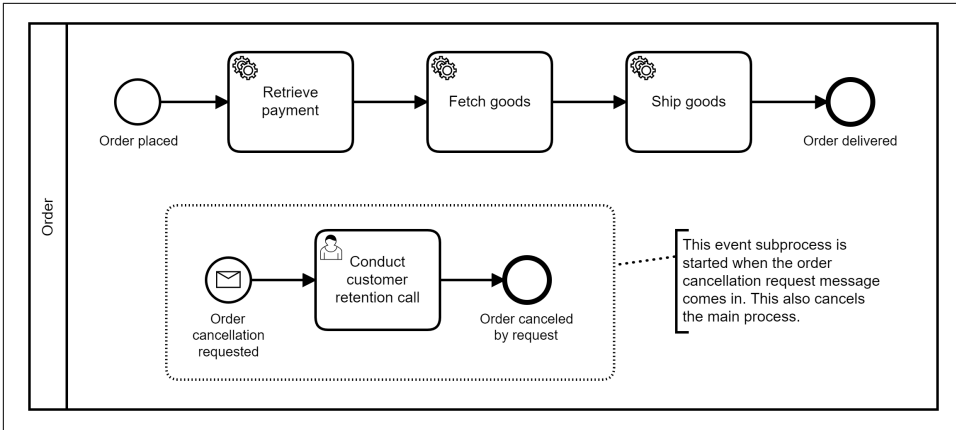 Order
Retrieve
payment
Fetch goods
Ship goods
Order placed
Order delivered
Conduct
customer
retention call
Order
cancellation
requested
Order canceled
by request
This event subprocess is
started when the order
cancellation request message
comes in. This also cancels
the main process.